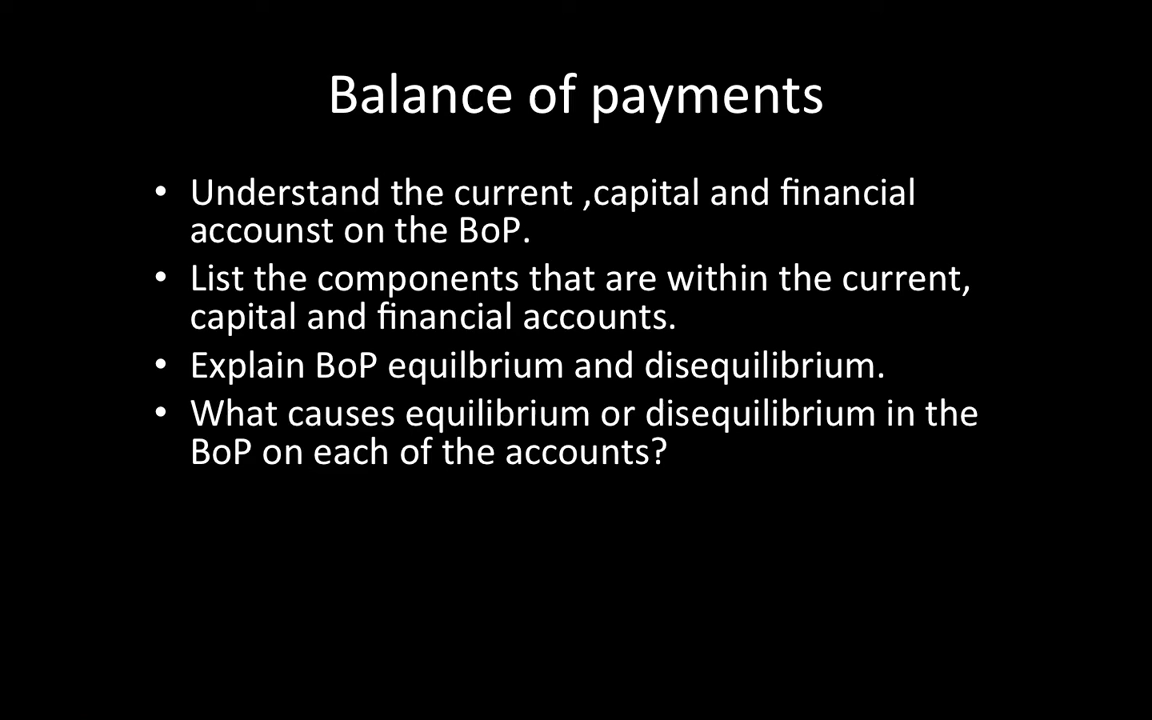 Balance of payments
• Understand the current ,capital and financial
accounst on the BoP.
• List the components that are within the current,
capital and financial accounts.
• Explain BoP equilbrium and disequilibrium.
• What causes equilibrium or disequilibrium in the
BoP on each of the accounts?